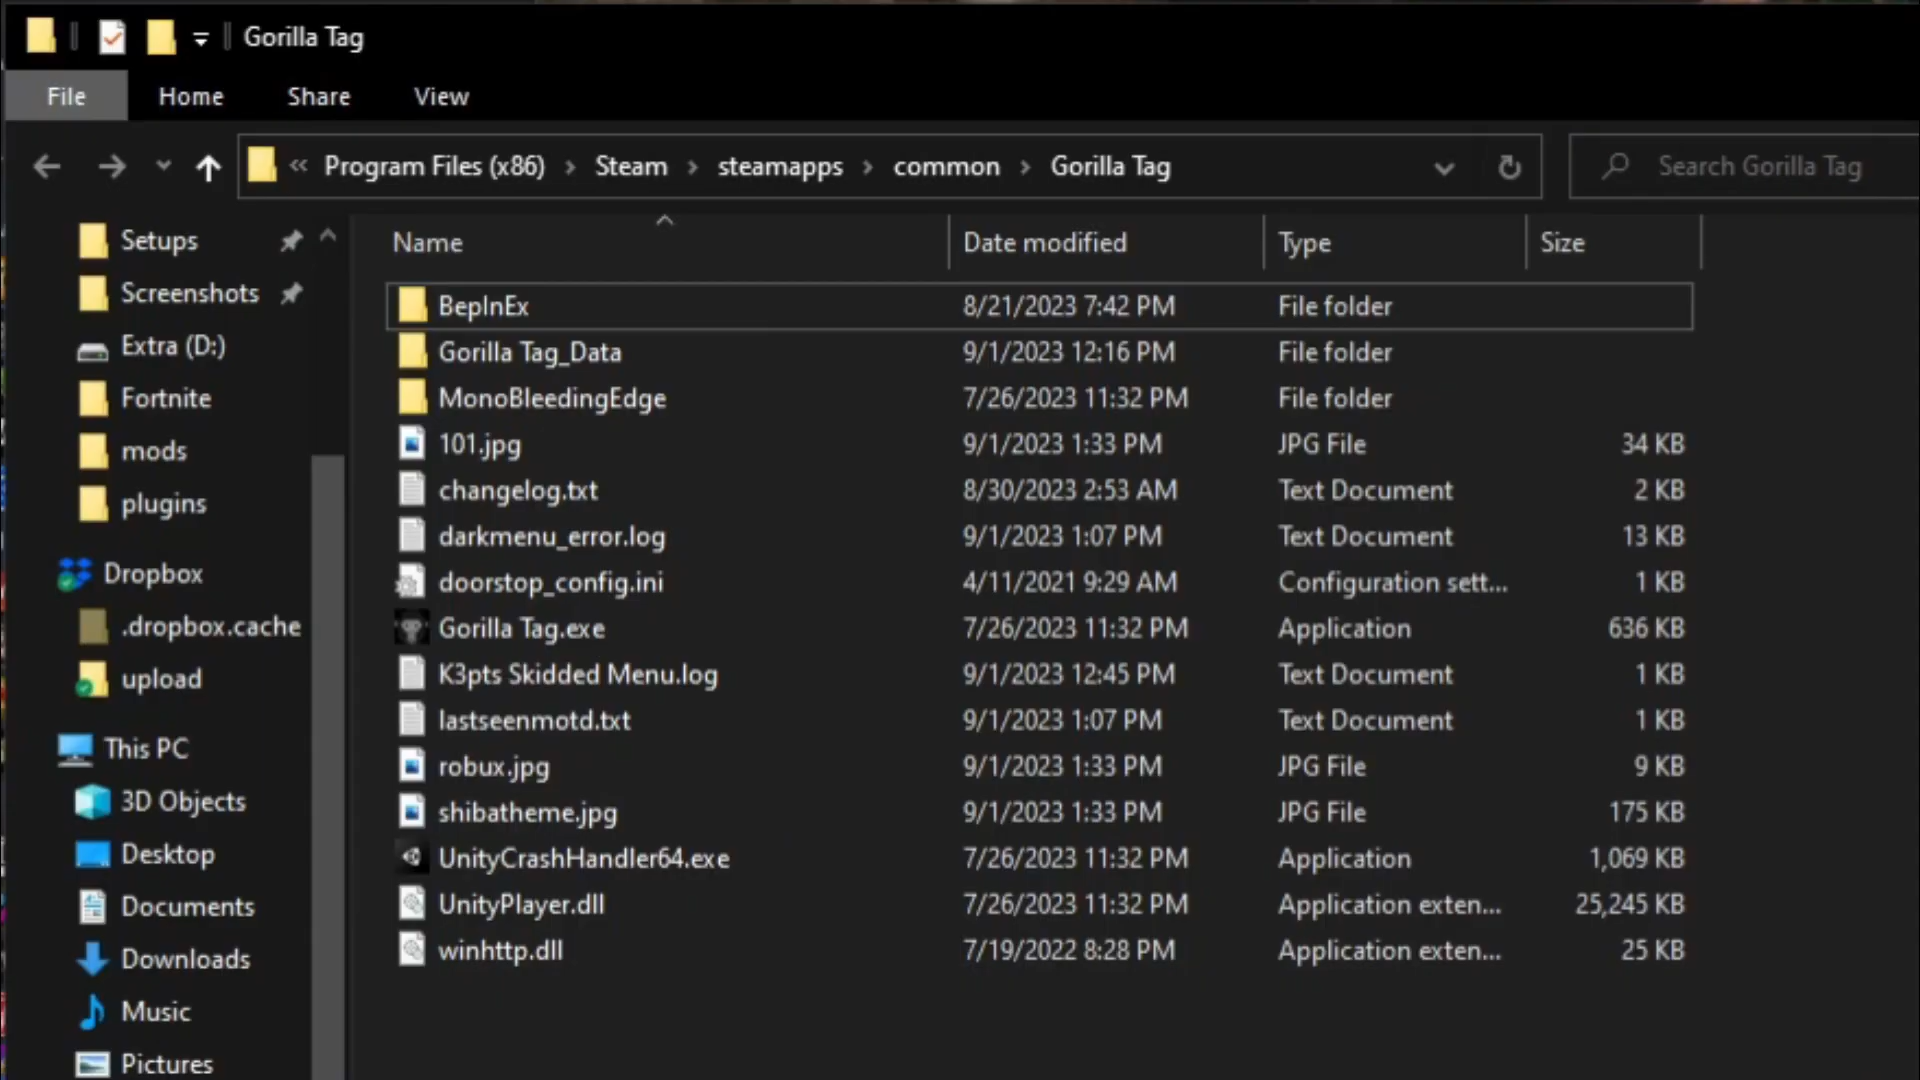 Gorilla Tag
File Home Share View
« Program Files (x86) › Steam › steamapps › common › Gorilla Tag
Search Gorilla Tag
Setups
Screenshots
Extra (D:)
Fortnite
mods
plugins
Dropbox
.dropbox.cache
upload
This PC
3D Objects
Desktop
Documents
Downloads
Music
Pictures
Name Date modified Type Size
BepInEx 8/21/2023 7:42 PM File folder
Gorilla Tag_Data 9/1/2023 12:16 PM File folder
MonoBleedingEdge 7/26/2023 11:32 PM File folder
101.jpg 9/1/2023 1:33 PM JPG File 34 KB
changelog.txt 8/30/2023 2:53 AM Text Document 2 KB
darkmenu_error.log 9/1/2023 1:07 PM Text Document 13 KB
doorstop_config.ini 4/11/2021 9:29 AM Configuration sett... 1 KB
Gorilla Tag.exe 7/26/2023 11:32 PM Application 636 KB
K3pts Skidded Menu.log 9/1/2023 12:45 PM Text Document 1 KB
lastseenmotd.txt 9/1/2023 1:07 PM Text Document 1 KB
robux.jpg 9/1/2023 1:33 PM JPG File 9 KB
shibatheme.jpg 9/1/2023 1:33 PM JPG File 175 KB
UnityCrashHandler64.exe 7/26/2023 11:32 PM Application 1,069 KB
UnityPlayer.dll 7/26/2023 11:32 PM Application exten... 25,245 KB
winhttp.dll 7/19/2022 8:28 PM Application exten... 25 KB